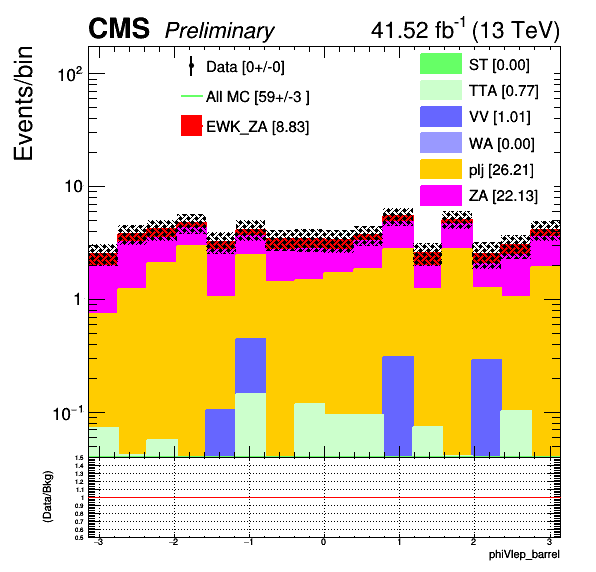 CMS Preliminary 41.52 fb⁻¹ (13 TeV)
Events/bin
Data [0+/-0]
All MC [59+/-3 ]
EWK_ZA [8.83]
ST [0.00]
TTA [0.77]
VV [1.01]
WA [0.00]
plj [26.21]
ZA [22.13]
10²
10
1
10⁻¹
(Data/Bkg)
1.5
1.4
1.3
1.2
1.1
1
0.9
0.8
0.7
0.6
0.5
−3 −2 −1 0 1 2 3
phiVlep_barrel